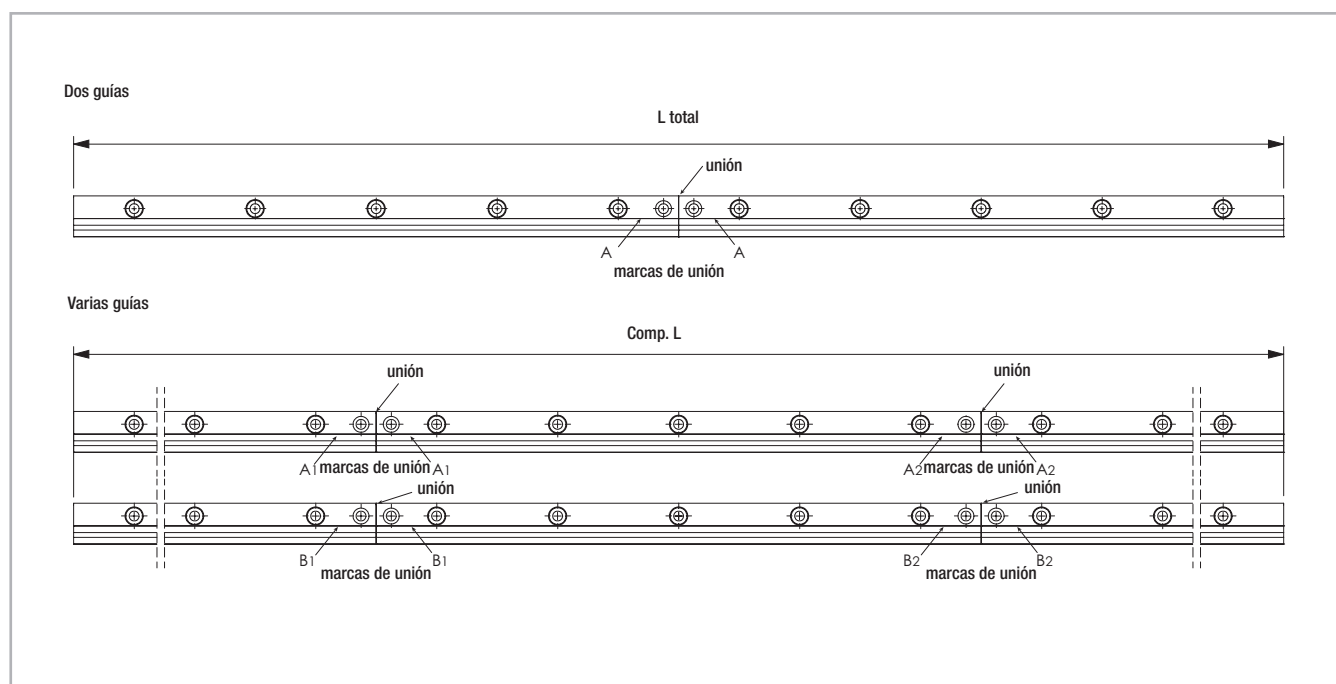 Dos guías
L total
unión
A A
marcas de unión
Varias guías
Comp. L
unión unión
A1 marcas de unión A1 A2 marcas de unión A2
unión unión
B1 B1 B2 B2
marcas de unión marcas de unión